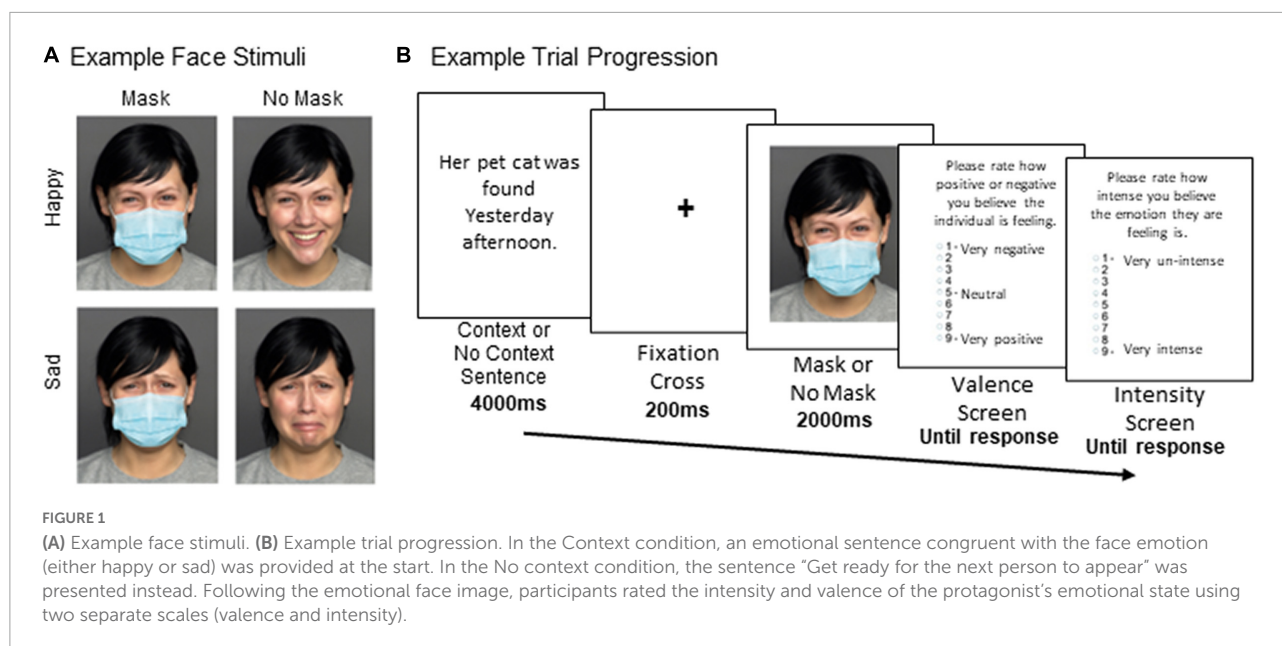 A Example Face Stimuli
Mask No Mask
Happy
Sad
B Example Trial Progression
Her pet cat was
found
Yesterday
afternoon.
Context or
No Context
Sentence
4000ms
+
Fixation
Cross
200ms
Mask or
No Mask
2000ms
Please rate how
positive or negative
you believe the
individual is feeling.
1- Very negative
2
3
4
5- Neutral
6
7
8
9- Very positive
Valence
Screen
Until response
Please rate how
intense you believe
the emotion they are
feeling is.
1- Very un-intense
2
3
4
5
6
7
8
9- Very intense
Intensity
Screen
Until response
FIGURE 1
(A) Example face stimuli. (B) Example trial progression. In the Context condition, an emotional sentence congruent with the face emotion
(either happy or sad) was provided at the start. In the No context condition, the sentence "Get ready for the next person to appear" was
presented instead. Following the emotional face image, participants rated the intensity and valence of the protagonist's emotional state using
two separate scales (valence and intensity).